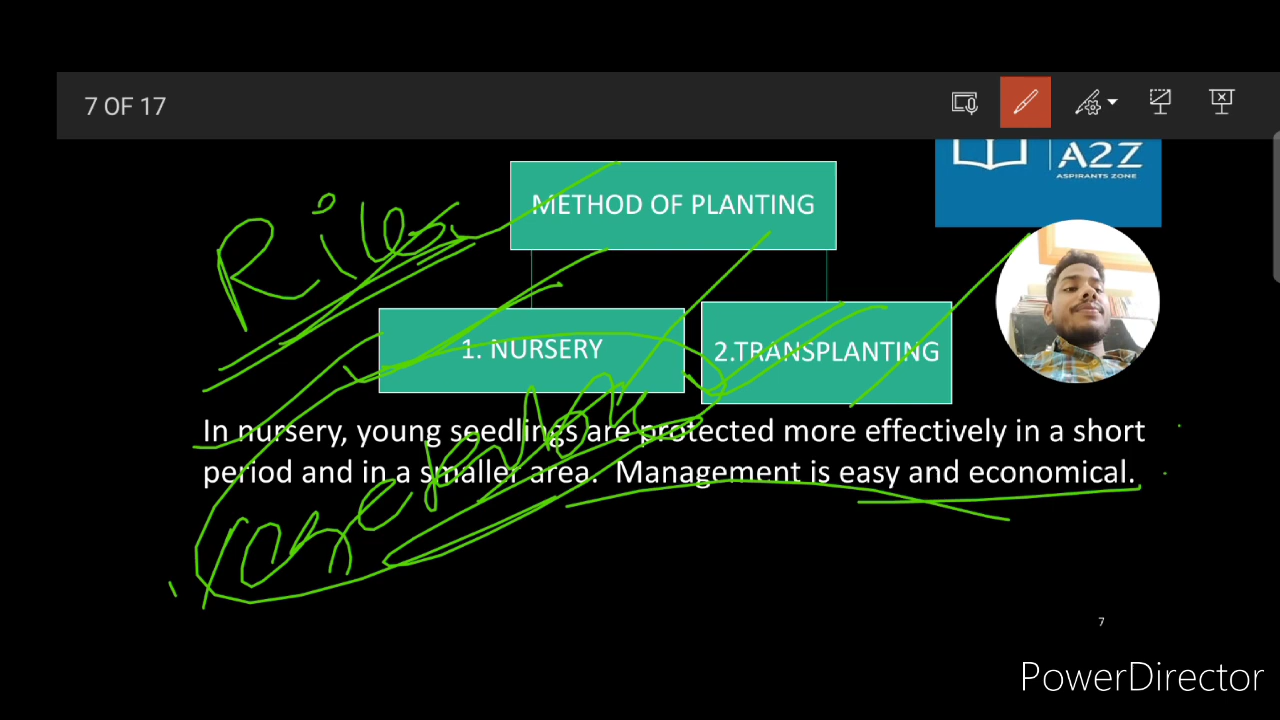 7 OF 17
A2Z
ASPIRANTS ZONE
METHOD OF PLANTING
1. NURSERY
2.TRANSPLANTING
In nursery, young seedlings are protected more effectively in a short
period and in a smaller area. Management is easy and economical.
7
PowerDirector